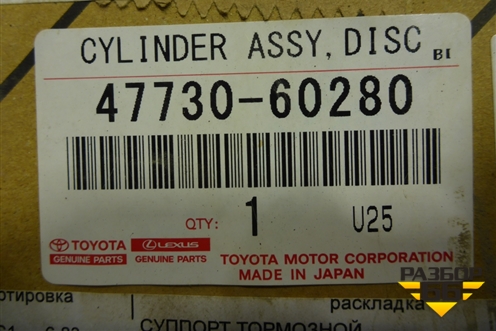 CYLINDER ASSY, DISC BI
47730-60280
QTY: 1 U25
TOYOTA LEXUS TOYOTA MOTOR CORPORATION
GENUINE PARTS GENUINE PARTS MADE IN JAPAN
РАЗБОР
отировка раскладка
СУППОРТ ТОРМОЗНОЙ